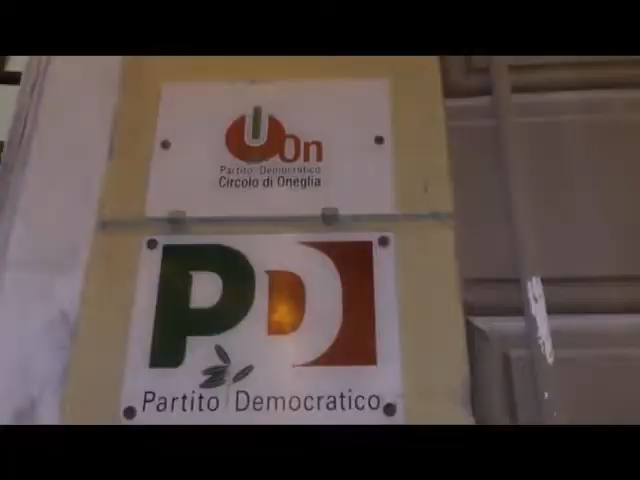 On
Partito Democratico
Circolo di Oneglia
PD
Partito Democratico